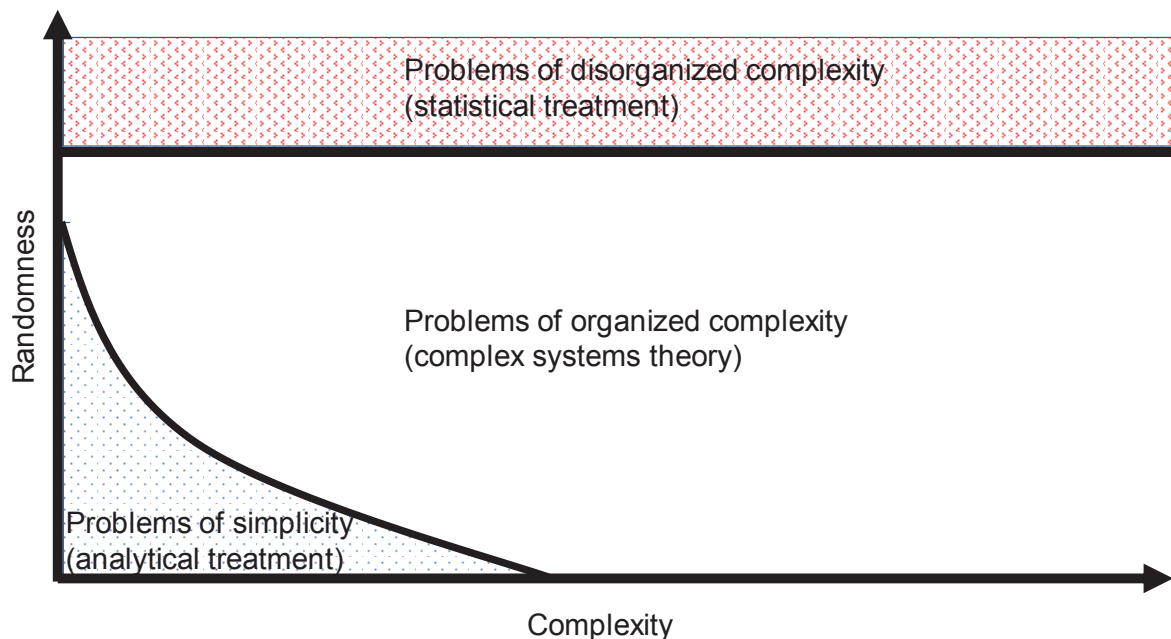 Problems of disorganized complexity
(statistical treatment)
Randomness
Problems of organized complexity
(complex systems theory)
Problems of simplicity
(analytical treatment)
Complexity